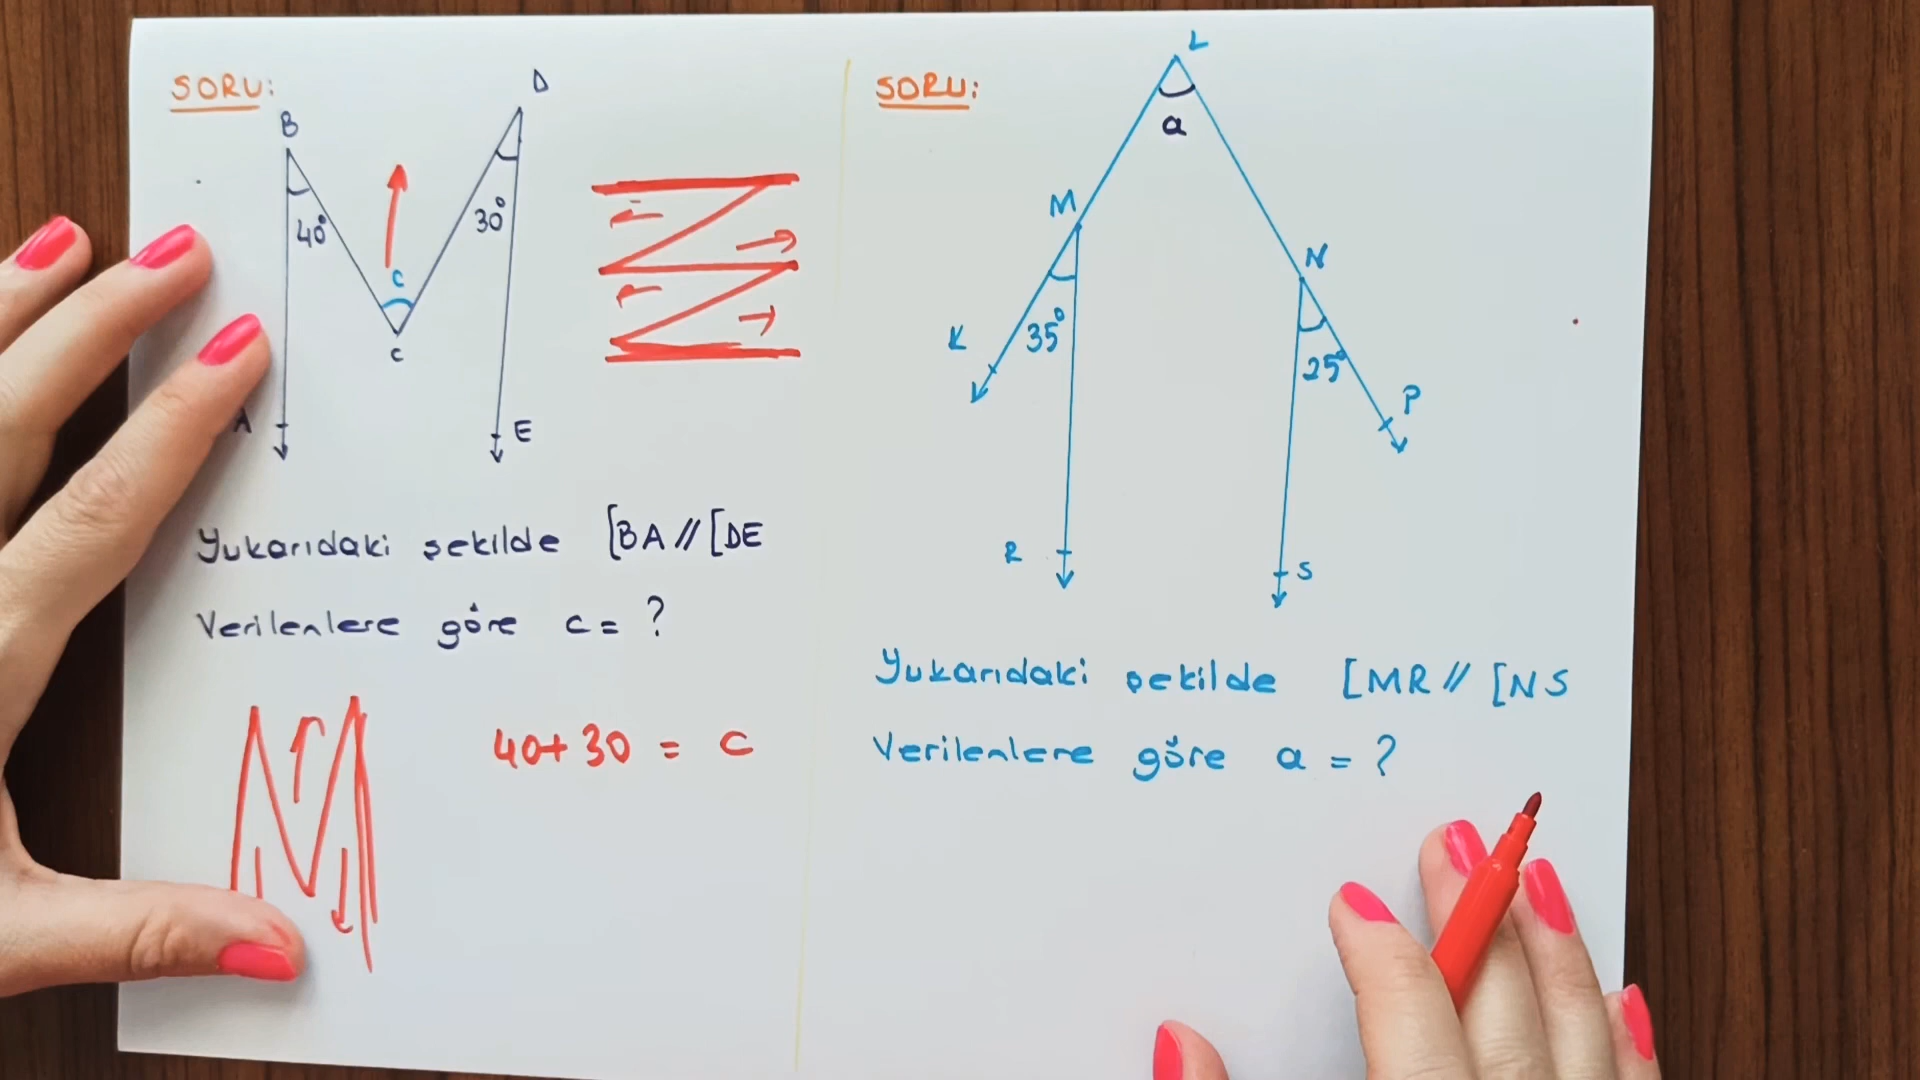 SORU:
B
D
40°
30°
c
C
A
E
Yukarıdaki şekilde [BA // [DE
Verilenlere göre c = ?
40 + 30 = c
SORU:
L
a
M
N
K
35°
25°
P
R
S
Yukarıdaki şekilde [MR // [NS
Verilenlere göre a = ?